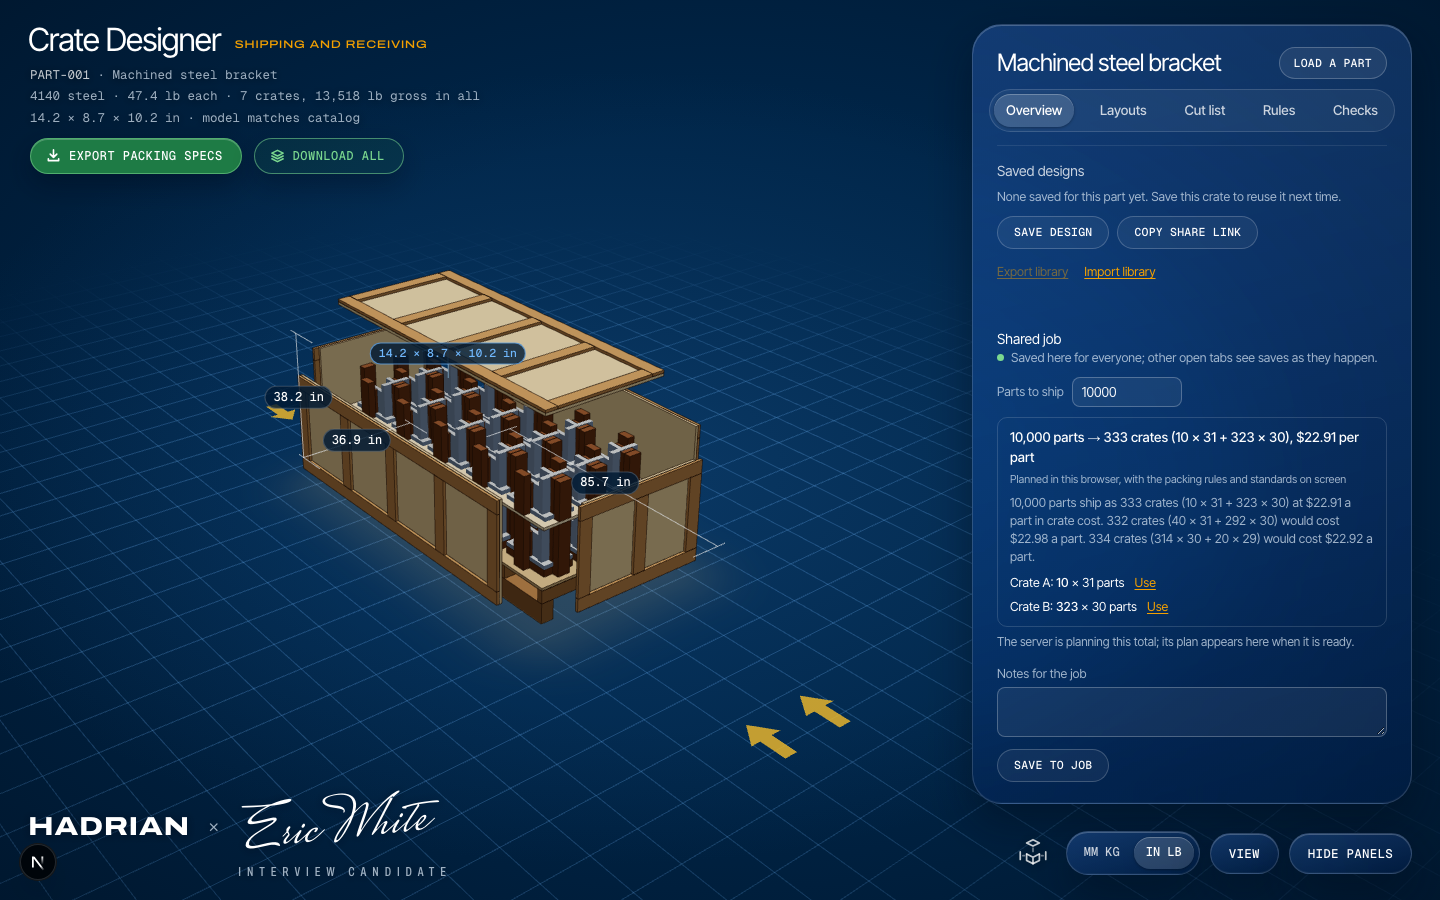 Crate Designer SHIPPING AND RECEIVING
PART-001 · Machined steel bracket
4140 steel · 47.4 lb each · 7 crates, 13,518 lb gross in all
14.2 × 8.7 × 10.2 in · model matches catalog
EXPORT PACKING SPECS DOWNLOAD ALL
14.2 × 8.7 × 10.2 in
38.2 in
36.9 in
85.7 in
HADRIAN × Eric White
INTERVIEW CANDIDATE
N
Machined steel bracket LOAD A PART
Overview Layouts Cut list Rules Checks
Saved designs
None saved for this part yet. Save this crate to reuse it next time.
SAVE DESIGN COPY SHARE LINK
Export library Import library
Shared job
Saved here for everyone; other open tabs see saves as they happen.
Parts to ship 10000
10,000 parts → 333 crates (10 × 31 + 323 × 30), $22.91 per
part
Planned in this browser, with the packing rules and standards on screen
10,000 parts ship as 333 crates (10 × 31 + 323 × 30) at $22.91 a
part in crate cost. 332 crates (40 × 31 + 292 × 30) would cost
$22.98 a part. 334 crates (314 × 30 + 20 × 29) would cost $22.92 a
part.
Crate A: 10 × 31 parts Use
Crate B: 323 × 30 parts Use
The server is planning this total; its plan appears here when it is ready.
Notes for the job
SAVE TO JOB
MM KG IN LB VIEW HIDE PANELS